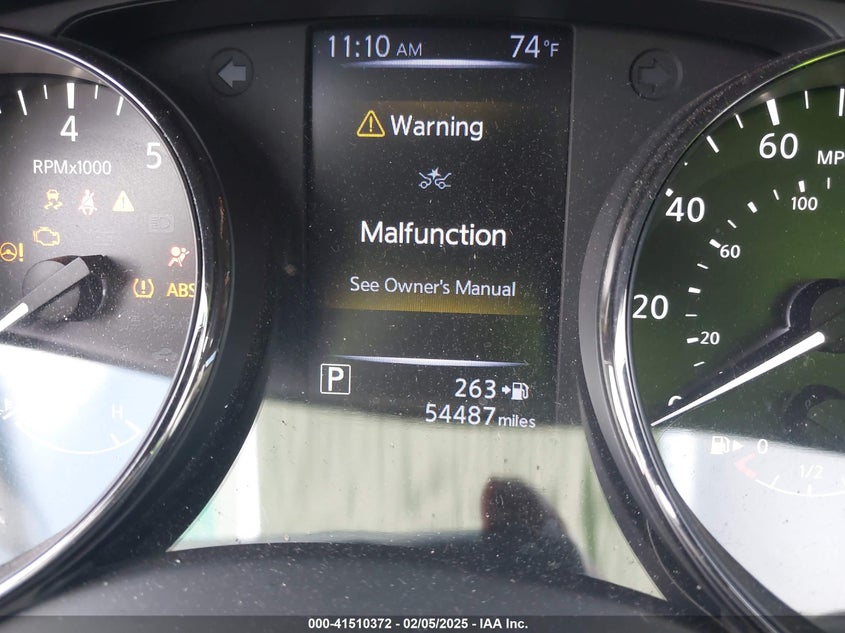 11:10 AM 74°F
Warning
Malfunction
See Owner's Manual
P
263
54487 miles
4
5
RPMx1000
ABS
H
60
MP
40
100
60
20
20
0
0
1/2
000-41510372 - 02/05/2025 - IAA Inc.